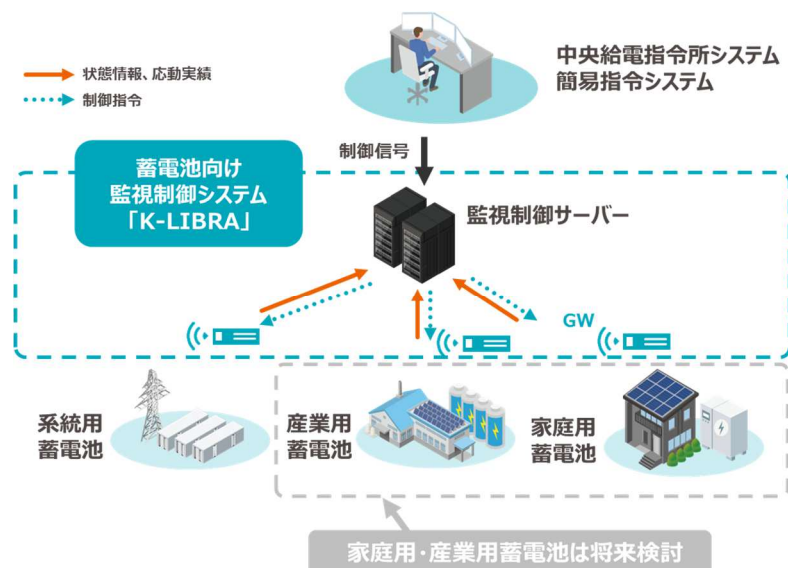 中央給電指令所システム
簡易指令システム
状態情報、応動実績
制御指令
制御信号
蓄電池向け
監視制御システム
「K-LIBRA」
監視制御サーバー
GW
系統用
蓄電池
産業用
蓄電池
家庭用
蓄電池
家庭用・産業用蓄電池は将来検討